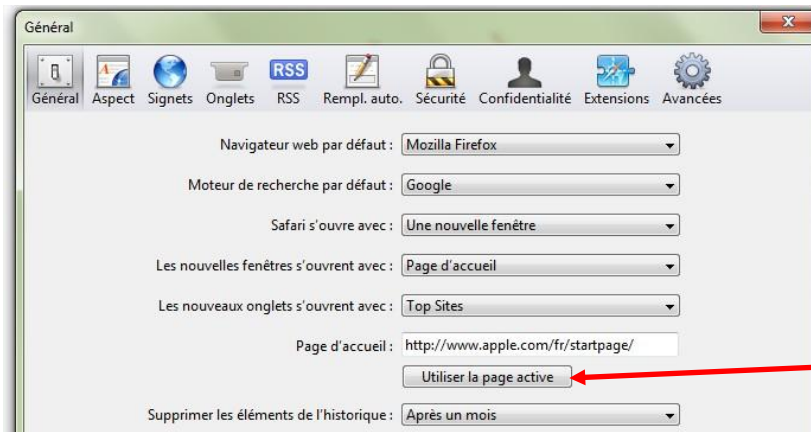 Général
RSS
Général Aspect Signets Onglets RSS Rempl. auto. Sécurité Confidentialité Extensions Avancées
Navigateur web par défaut : Mozilla Firefox
Moteur de recherche par défaut : Google
Safari s'ouvre avec : Une nouvelle fenêtre
Les nouvelles fenêtres s'ouvrent avec : Page d'accueil
Les nouveaux onglets s'ouvrent avec : Top Sites
Page d'accueil : http://www.apple.com/fr/startpage/
Utiliser la page active
Supprimer les éléments de l'historique : Après un mois